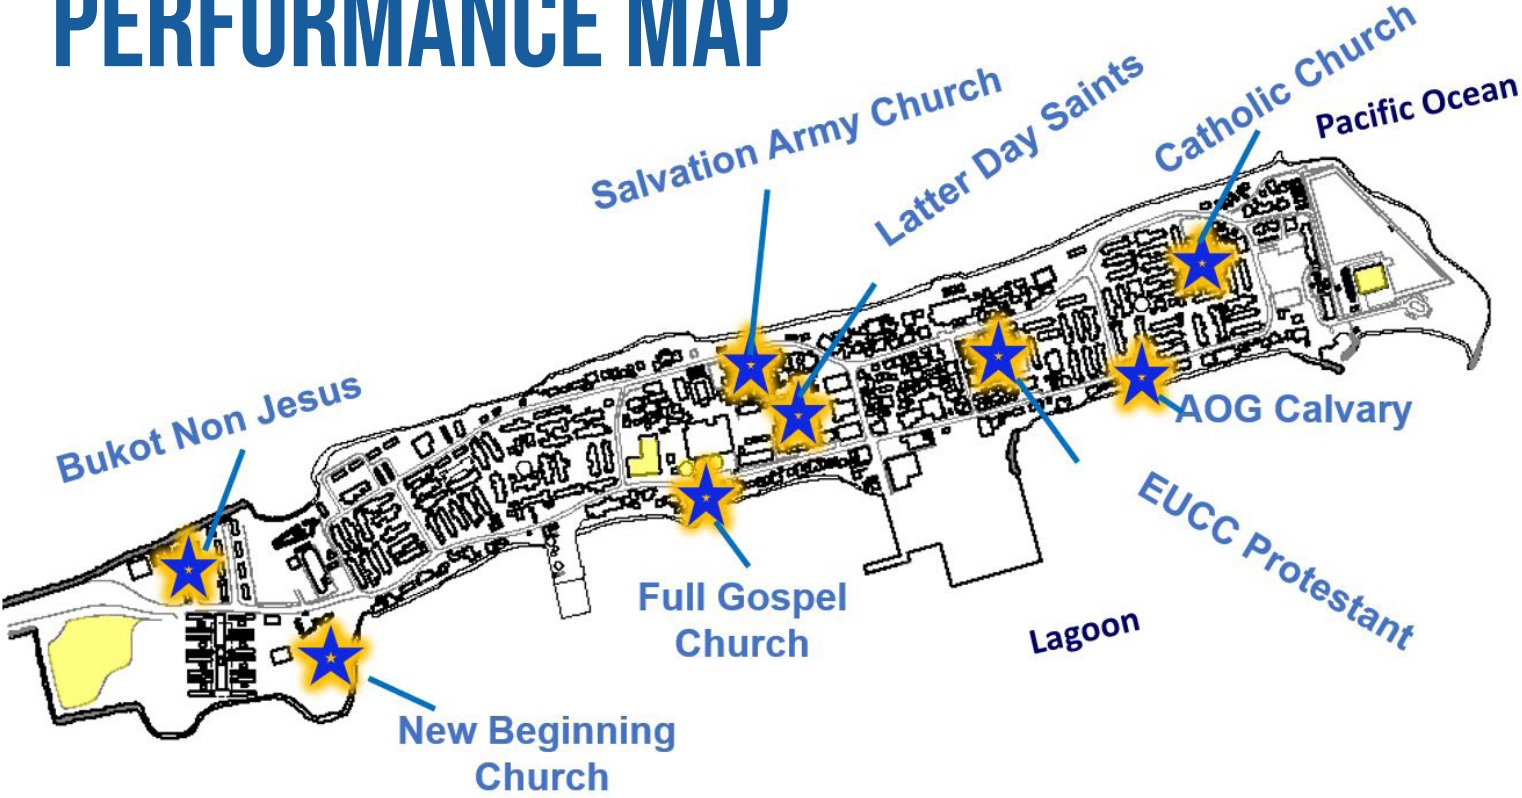 PERFORMANCE MAP
Salvation Army Church
Latter Day Saints
Catholic Church
Pacific Ocean
Bukot Non Jesus
AOG Calvary
EUCC Protestant
Full Gospel
Church
Lagoon
New Beginning
Church